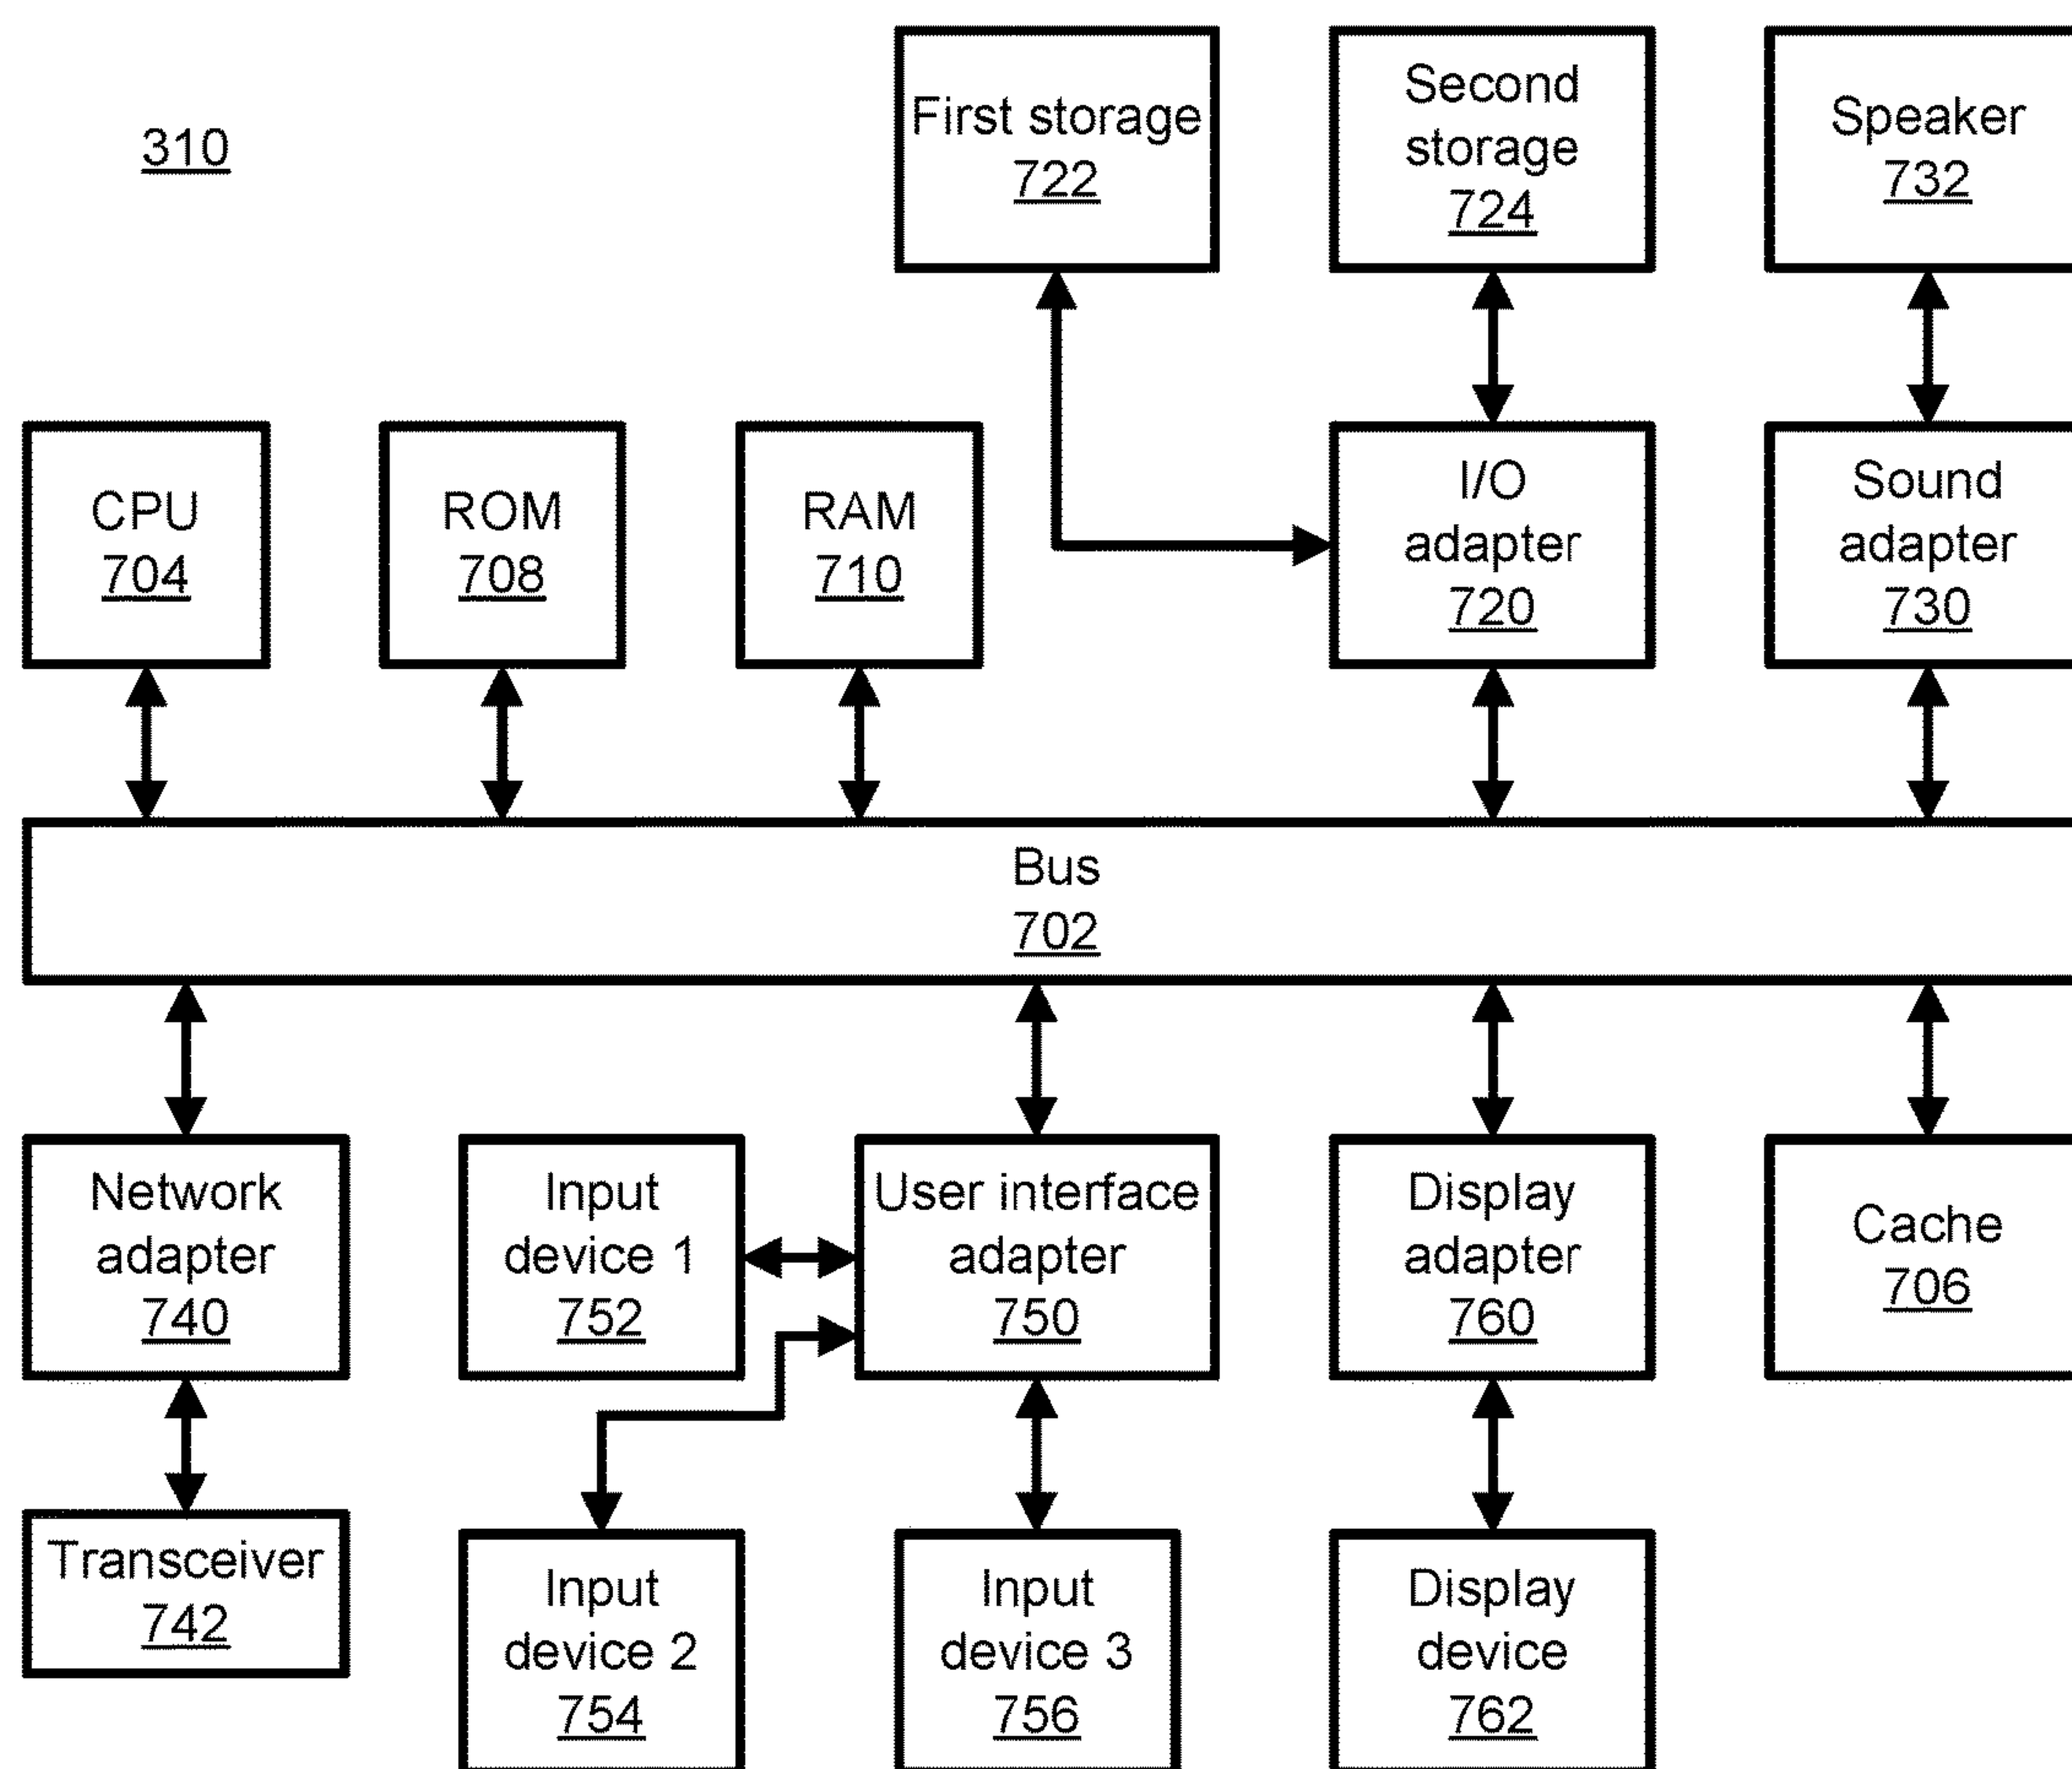 310
First storage
722
Second
storage
724
Speaker
732
CPU
704
ROM
708
RAM
710
I/O
adapter
720
Sound
adapter
730
Bus
702
Network
adapter
740
Input
device 1
752
User interface
adapter
750
Display
adapter
760
Cache
706
Transceiver
742
Input
device 2
754
Input
device 3
756
Display
device
762